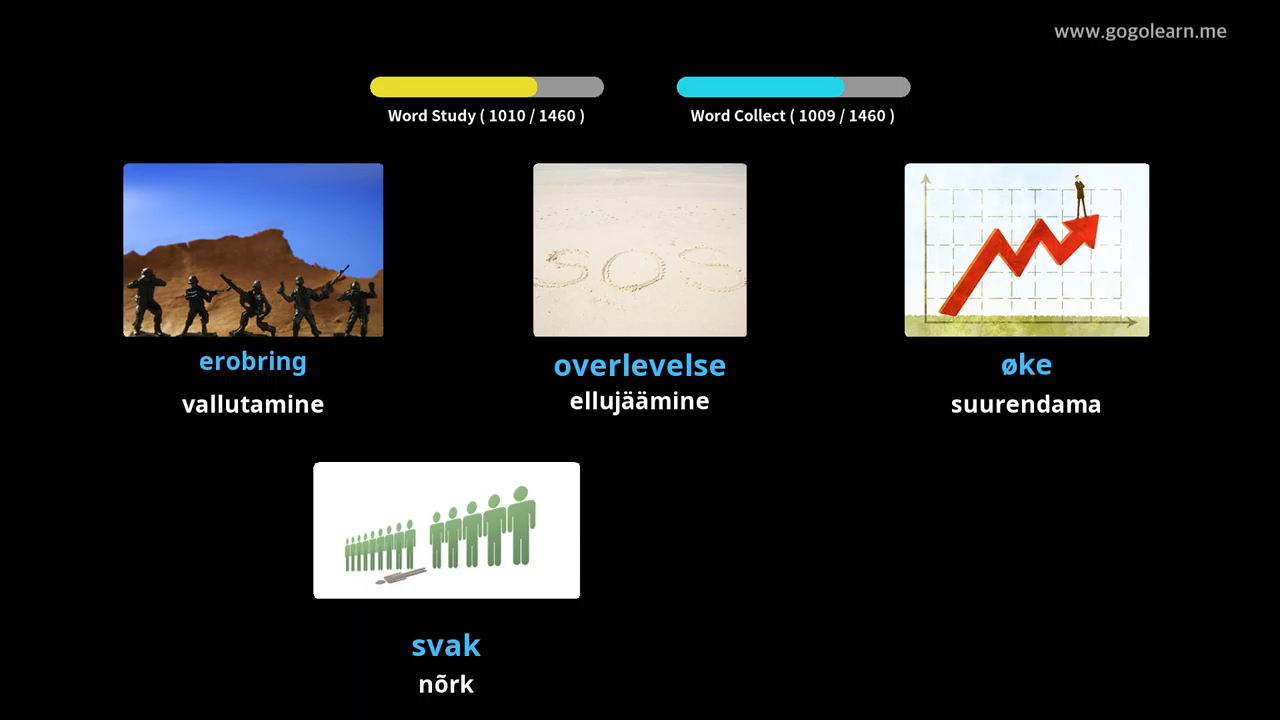 www.gogolearn.me
Word Study ( 1010 / 1460 )
Word Collect ( 1009 / 1460 )
SOS
erobring
vallutamine
overlevelse
ellujäämine
øke
suurendama
svak
nõrk